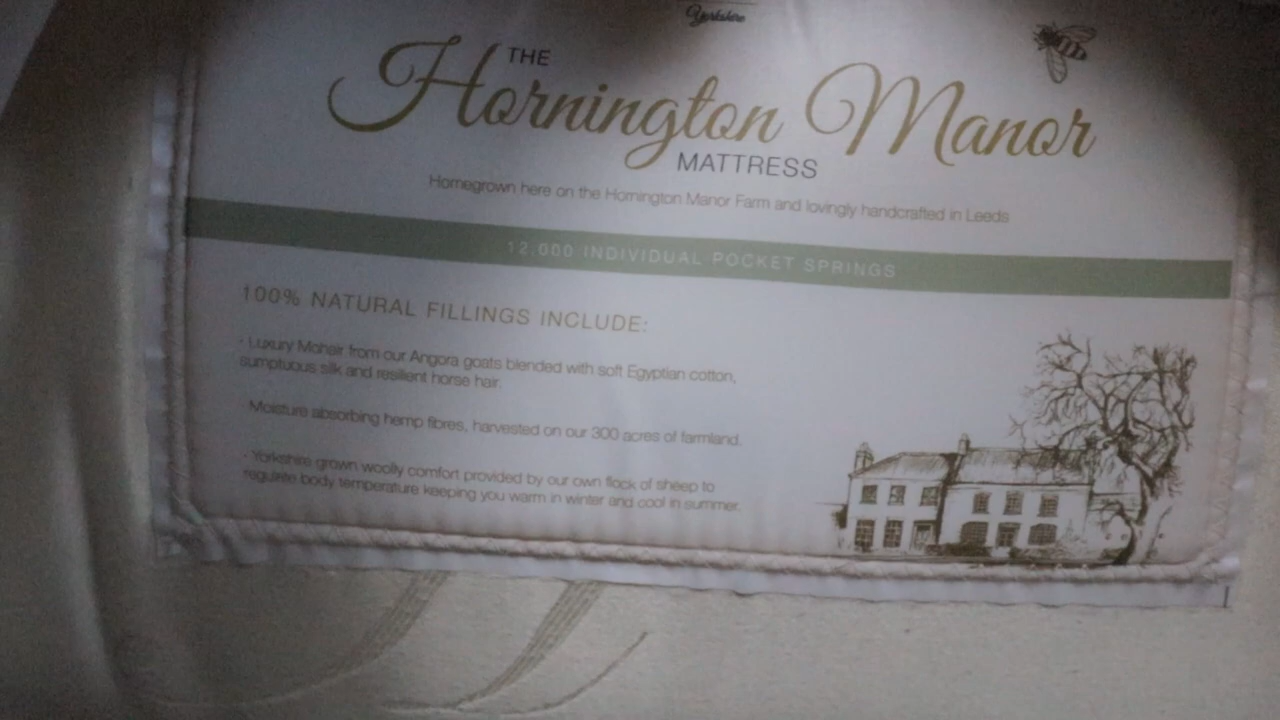 Yorkshire
THE
Hornington Manor
MATTRESS
Homegrown here on the Hornington Manor Farm and lovingly handcrafted in Leeds
12,000 INDIVIDUAL POCKET SPRINGS
100% NATURAL FILLINGS INCLUDE:
- Luxury Mohair from our Angora goats blended with soft Egyptian cotton,
sumptuous silk and resilient horse hair.
Moisture absorbing hemp fibres, harvested on our 300 acres of farmland.
- Yorkshire grown woolly comfort provided by our own flock of sheep to
regulate body temperature keeping you warm in winter and cool in summer.